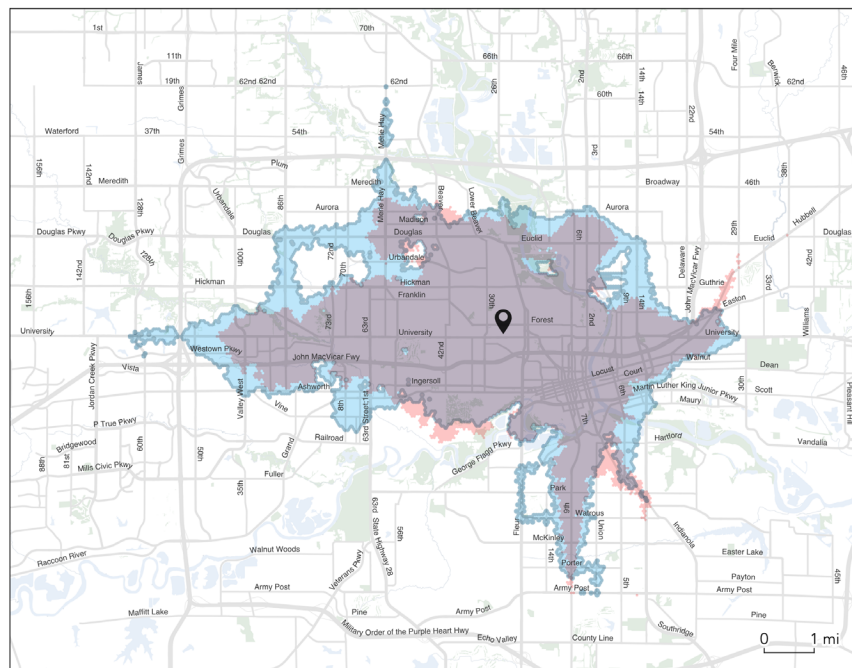 1st
70th
11th
66th
66th
Four Mile
Berwick
46th
James
19th
Grimes
62nd
62nd
62nd
26th
2nd
14th
14th
62nd
60th
22nd
Waterford
37th
54th
Merle Hay
3rd
54th
Grimes
Plum
156th
142nd
Meredith
Meredith
Beaver
Lower Beaver
Broadway
46th
38th
128th
Urbandale
86th
Aurora
Merle Hay
Madison
Aurora
Hubbell
Douglas Pkwy
Douglas Pkwy
Douglas
Douglas
Euclid
6th
29th
Euclid
Douglas
142nd
128th
100th
72nd
70th
Urbandale
Delaware
John MacVicar Fwy
33rd
42nd
Hickman
Hickman
Guthrie
156th
Franklin
30th
9th
14th
Easton
University
73rd
63rd
University
Forest
2nd
University
Williams
Westown Pkwy
John MacVicar Fwy
42nd
Walnut
Jordan Creek Pkwy
Vista
Locust
Court
Dean
Valley West
Ashworth
Ingersoll
6th
Martin Luther King Junior Pkwy
30th
Scott
8th
63rd Street; 1st
Maury
Pleasant Hill
P True Pkwy
Vine
7th
Bridgewood
60th
50th
Grand
Railroad
George Flagg Pkwy
Hartford
Vandalia
88th
81st
Mills Civic Pkwy
Fuller
35th
Park
9th
63rd
State Highway 28
56th
Fleur
Watrous
Union
Indianola
Raccoon River
Walnut Woods
McKinley
14th
Easter Lake
Veterans Pkwy
Porter
5th
Payton
45th
Army Post
Army Post
Army Post
Maffitt Lake
Pine
Pine
Military Order of the Purple Heart Hwy
Echo Valley
County Line
Southridge
0
1 mi